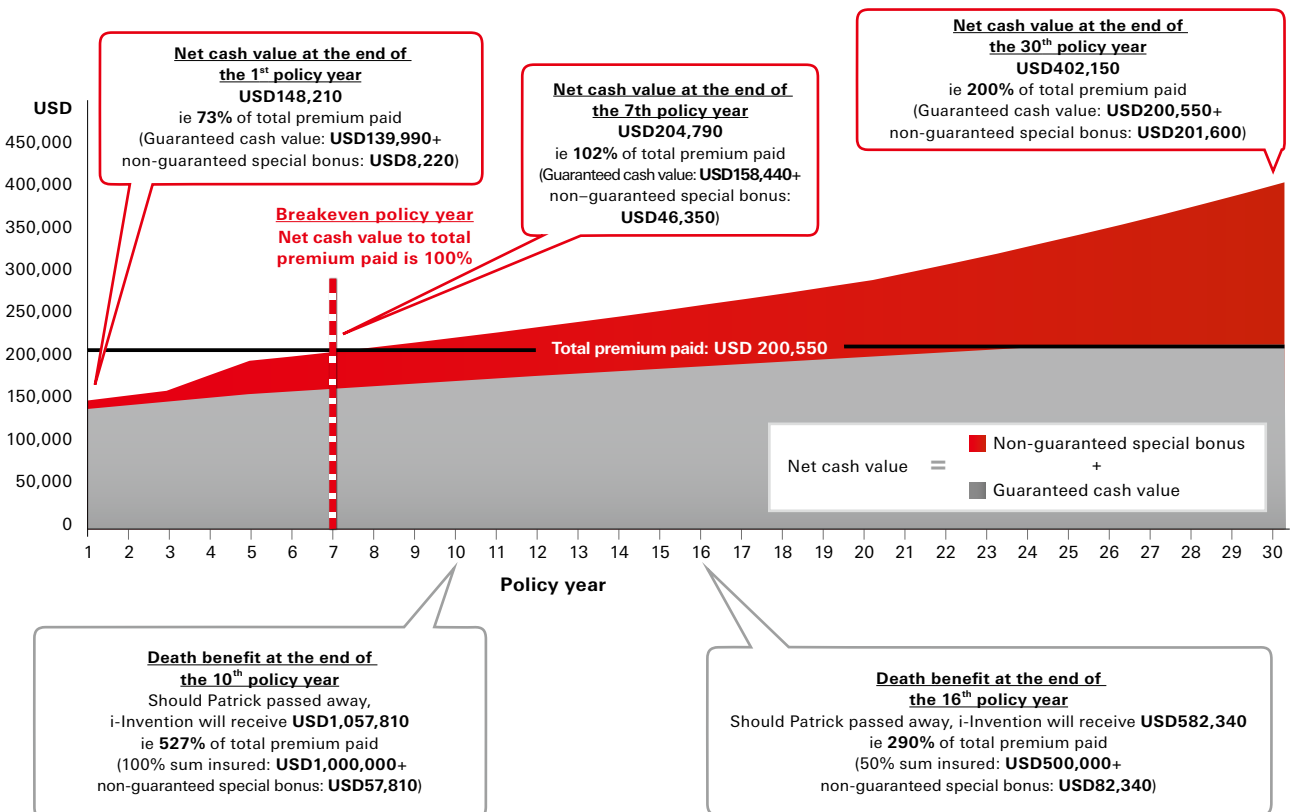 Net cash value at the end of
the 1st policy year
USD148,210
ie 73% of total premium paid
(Guaranteed cash value: USD139,990+
non-guaranteed special bonus: USD8,220)
Net cash value at the end of
the 7th policy year
USD204,790
ie 102% of total premium paid
(Guaranteed cash value: USD158,440+
non–guaranteed special bonus:
USD46,350)
Net cash value at the end of
the 30th policy year
USD402,150
ie 200% of total premium paid
(Guaranteed cash value: USD200,550+
non-guaranteed special bonus: USD201,600)
Breakeven policy year
Net cash value to total
premium paid is 100%
USD
450,000
400,000
350,000
300,000
250,000
200,000
150,000
100,000
50,000
0
Total premium paid: USD 200,550
Net cash value = Non-guaranteed special bonus
+
Guaranteed cash value
1 2 3 5 6 7 8 9 10 11 12 13 14 15 16 17 18 19 20 21 22 23 24 25 26 27 28 29 30
Policy year
Death benefit at the end of
the 10th policy year
Should Patrick passed away,
i-Invention will receive USD1,057,810
ie 527% of total premium paid
(100% sum insured: USD1,000,000+
non-guaranteed special bonus: USD57,810)
Death benefit at the end of
the 16th policy year
Should Patrick passed away, i-Invention will receive USD582,340
ie 290% of total premium paid
(50% sum insured: USD500,000+
non-guaranteed special bonus: USD82,340)